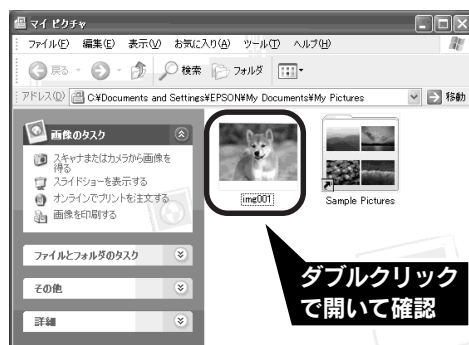 マイ ピクチャ
ファイル(F) 編集(E) 表示(V) お気に入り(A) ツール(T) ヘルプ(H)
戻る 検索 フォルダ
アドレス(D) C:¥Documents and Settings¥EPSON¥My Documents¥My Pictures 移動
画像のタスク
スキャナまたはカメラから画像を
得る
スライドショーを表示する
オンラインでプリントを注文する
画像を印刷する
ファイルとフォルダのタスク
その他
詳細
img001
Sample Pictures
ダブルクリック
で開いて確認